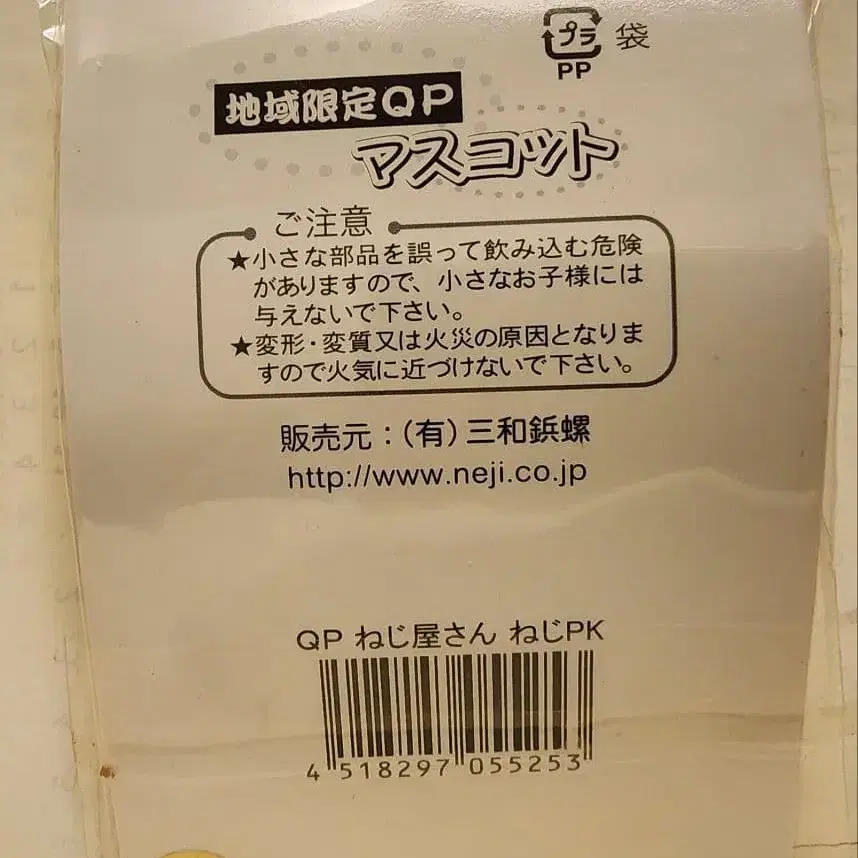 プラ 袋
PP
地域限定QP
マスコット
ご注意
★小さな部品を誤って飲み込む危険
がありますので、小さなお子様には
与えないで下さい。
★変形・変質又は火災の原因となりま
すので火気に近づけないで下さい。
販売元：(有)三和鋲螺
http://www.neji.co.jp
QP ねじ屋さん ねじPK
4 518297 055253